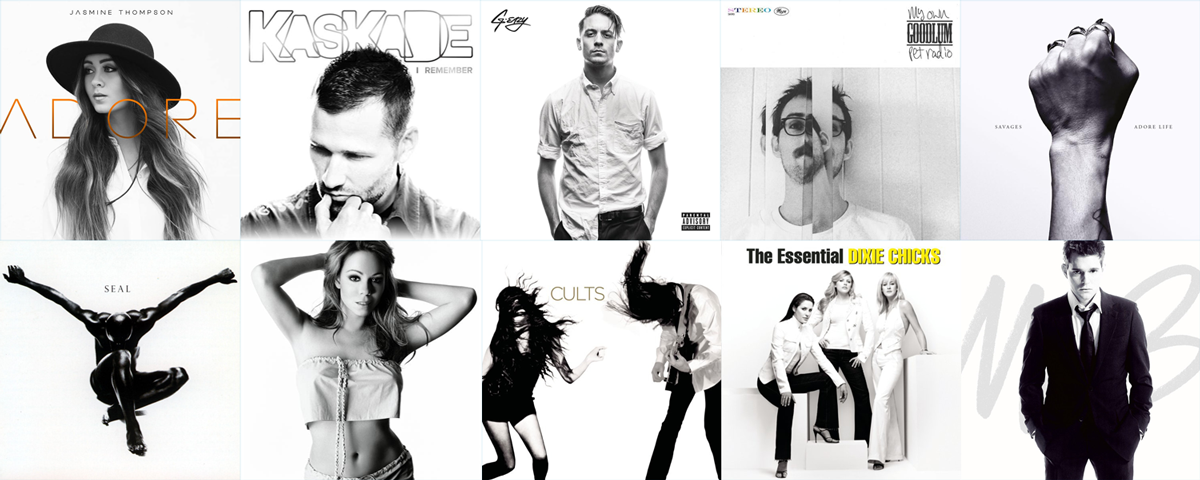 JASMINE THOMPSON
ADORE
KASKADE
I REMEMBER
G-Eazy
PARENTAL
ADVISORY
EXPLICIT CONTENT
STEREO
My own
GOODLUM
Pet radio
SAVAGES
ADORE LIFE
SEAL
CULTS
The Essential DIXIE CHICKS
MB